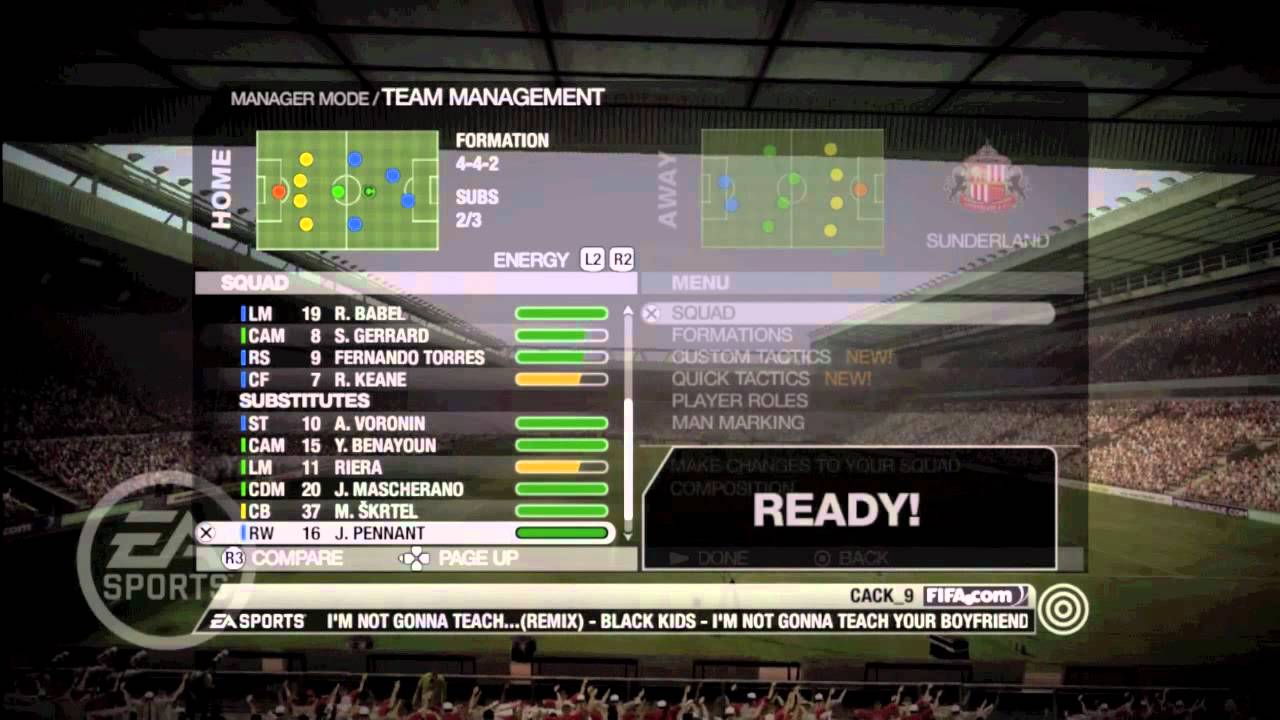 MANAGER MODE / TEAM MANAGEMENT
HOME
FORMATION
4-4-2
SUBS
2/3
AWAY
SUNDERLAND
ENERGY L2 R2
SQUAD
LM 19 R. BABEL
CAM 8 S. GERRARD
RS 9 FERNANDO TORRES
CF 7 R. KEANE
SUBSTITUTES
ST 10 A. VORONIN
CAM 15 Y. BENAYOUN
LM 11 RIERA
CDM 20 J. MASCHERANO
CB 37 M. ŠKRTEL
RW 16 J. PENNANT
R3 COMPARE PAGE UP
MENU
SQUAD
FORMATIONS
CUSTOM TACTICS NEW!
QUICK TACTICS NEW!
PLAYER ROLES
MAN MARKING
MAKE CHANGES TO YOUR SQUAD
COMPOSITION
READY!
DONE BACK
EA
SPORTS
CACK_9 FIFA.com
EA SPORTS I'M NOT GONNA TEACH...(REMIX) - BLACK KIDS - I'M NOT GONNA TEACH YOUR BOYFRIEND